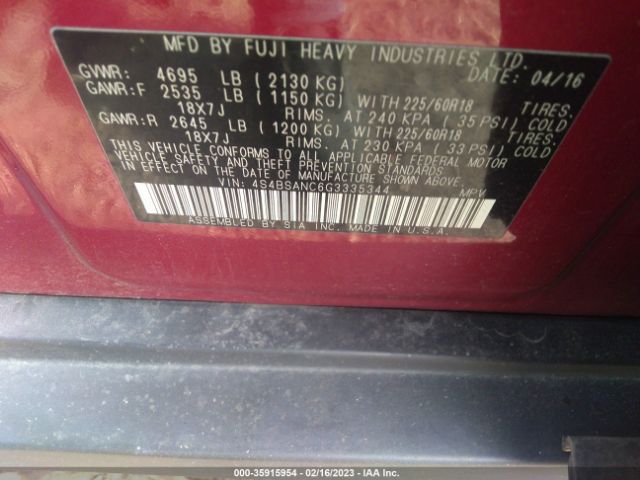 MFD BY FUJI HEAVY INDUSTRIES LTD.
GVWR: 4695 LB (2130 KG) DATE: 04/16
GAWR:F 2535 LB (1150 KG) WITH 225/60R18 TIRES.
18X7J RIMS. AT 240 KPA (35 PSI) COLD
GAWR:R 2645 LB (1200 KG) WITH 225/60R18 TIRES.
18X7J RIMS. AT 230 KPA (33 PSI) COLD
THIS VEHICLE CONFORMS TO ALL APPLICABLE FEDERAL MOTOR
VEHICLE SAFETY AND THEFT PREVENTION STANDARDS IN
EFFECT ON THE DATE OF MANUFACTURE SHOWN ABOVE.
VIN: 4S4BSANC6G3335344 MPV
ASSEMBLED BY SIA INC. MADE IN U.S.A.
000-35915954 - 02/16/2023 - IAA Inc.